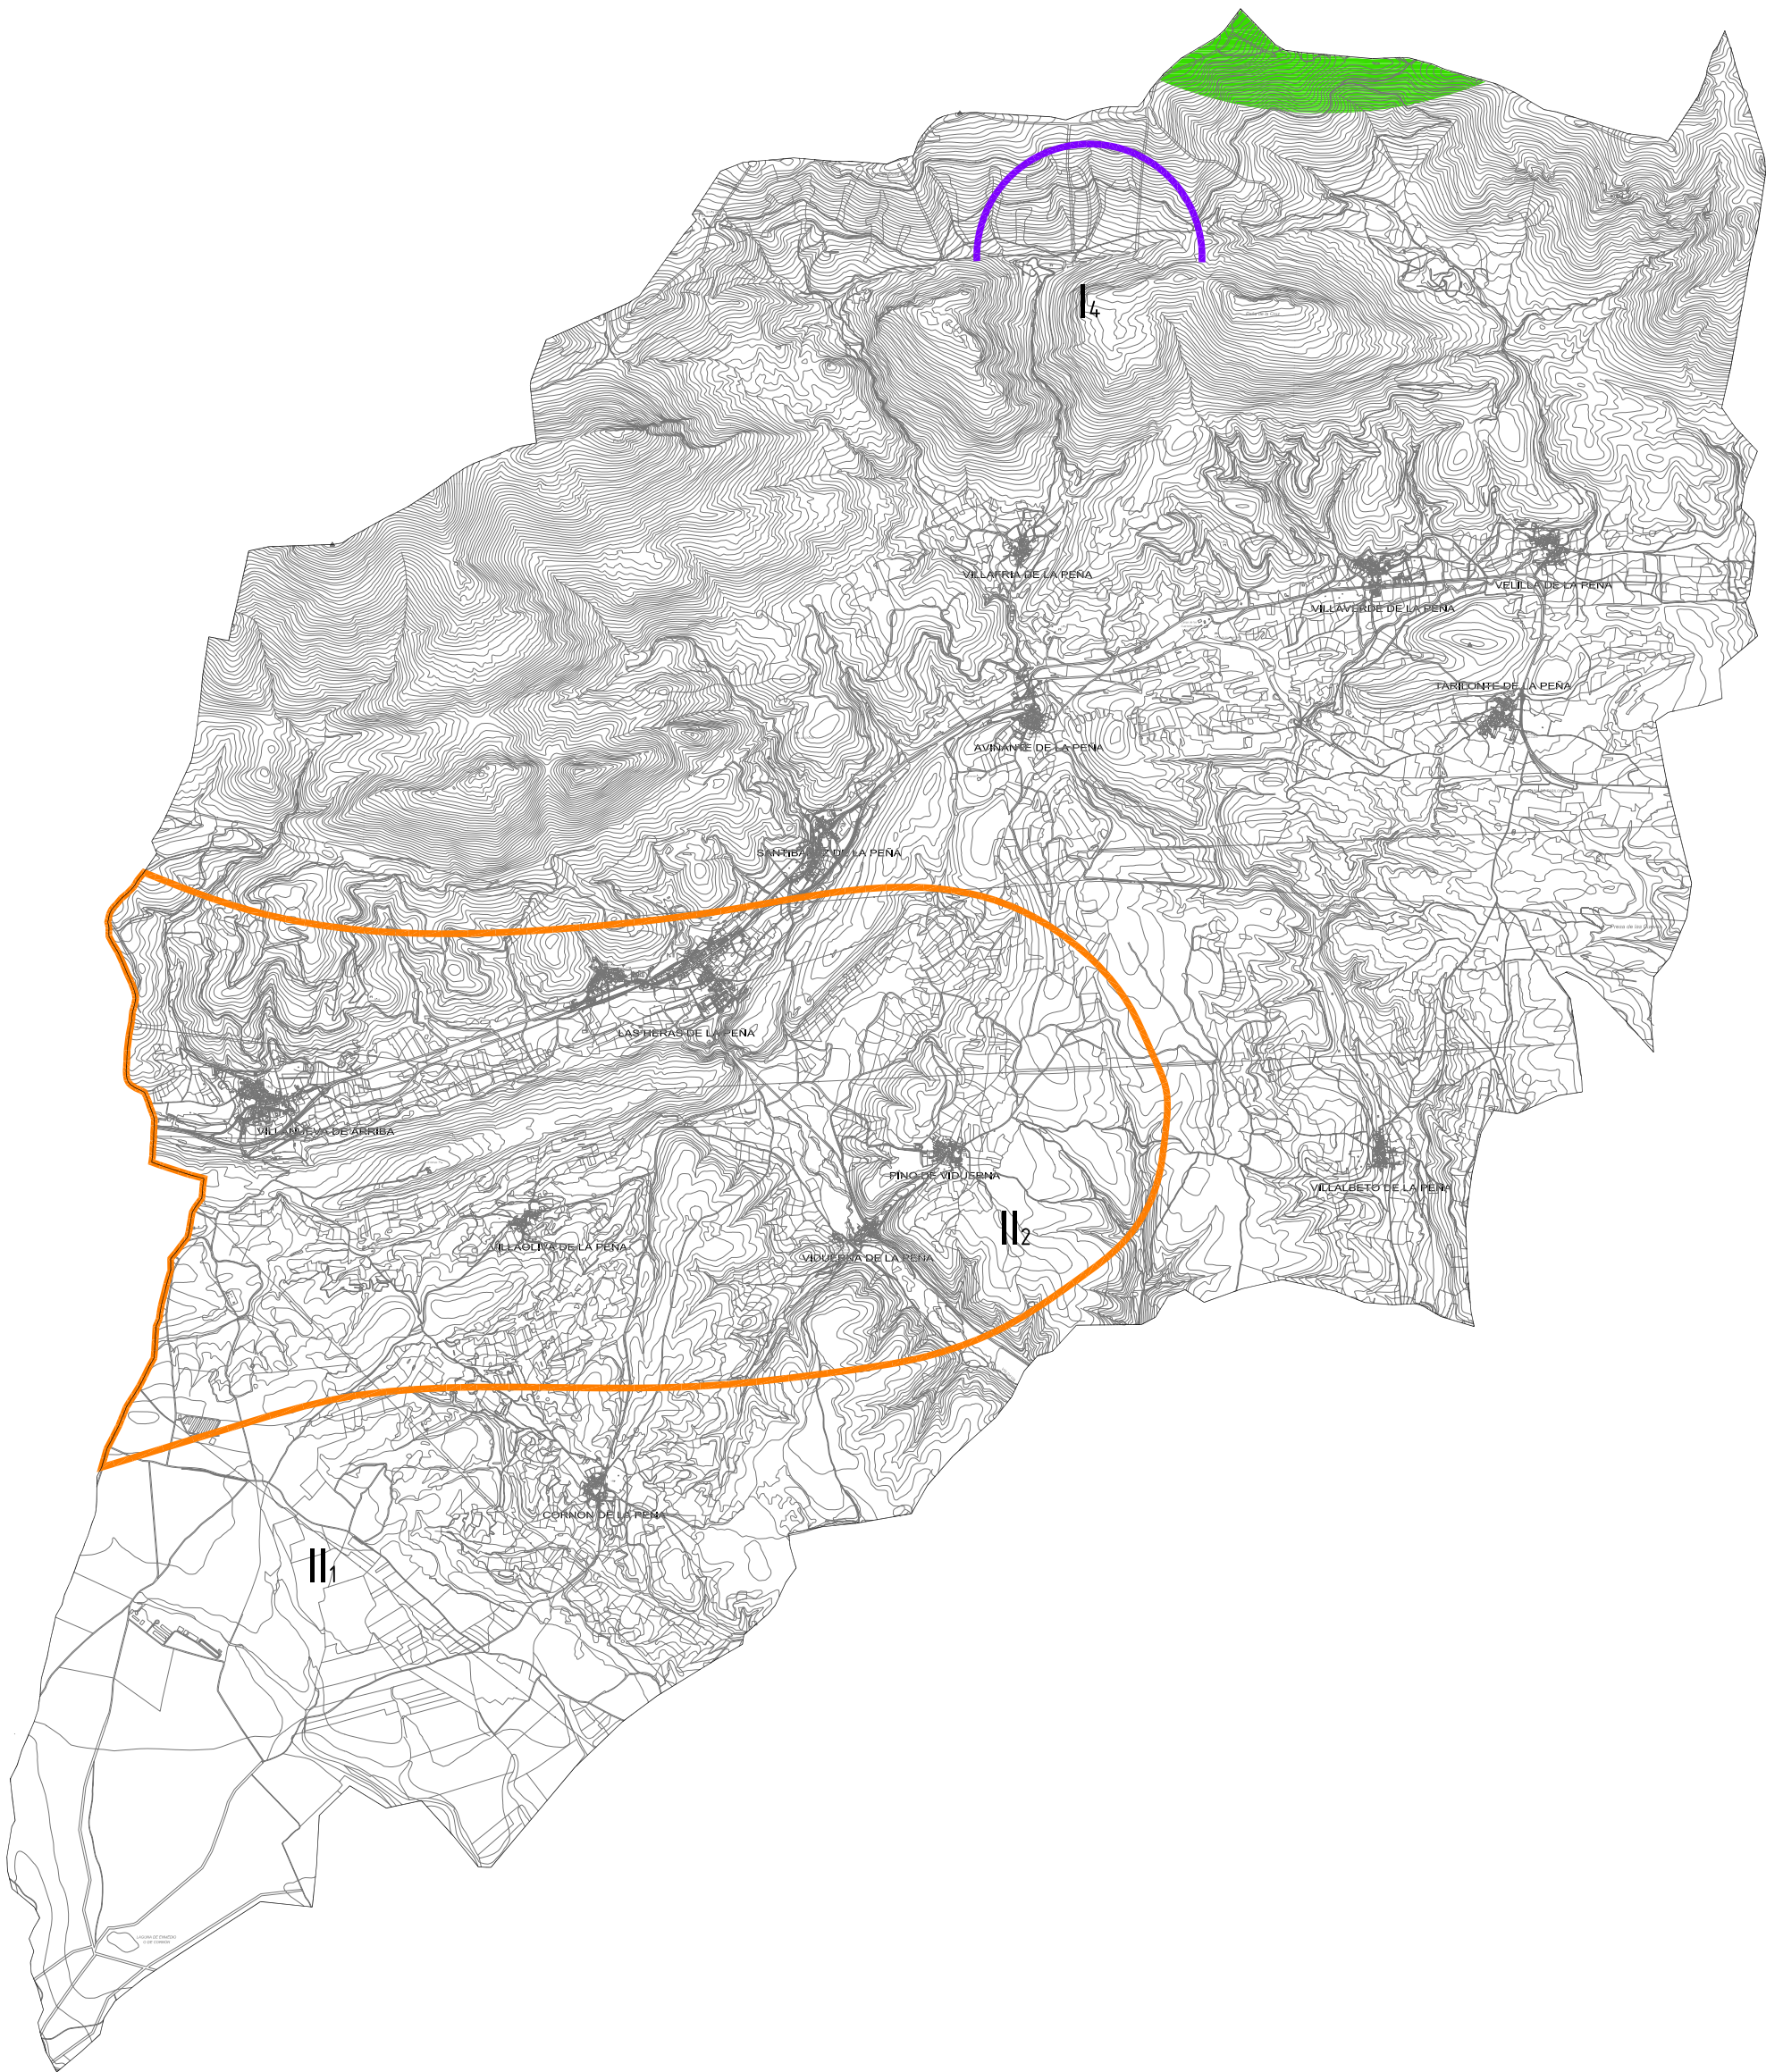 I4
VILLAFRIA DE LA PEÑA
VELILLA DE LA PEÑA
VILLAVERDE DE LA PEÑA
TARILONTE DE LA PEÑA
AVIÑANTE DE LA PEÑA
SANTIBAÑEZ DE LA PEÑA
LAS HERAS DE LA PEÑA
VILLANUEVA DE ARRIBA
PINO DE VIDUERNA
VILLALBETO DE LA PEÑA
II2
VILLAOLIVA DE LA PEÑA
VIDUERNA DE LA PEÑA
CORNON DE LA PEÑA
II1